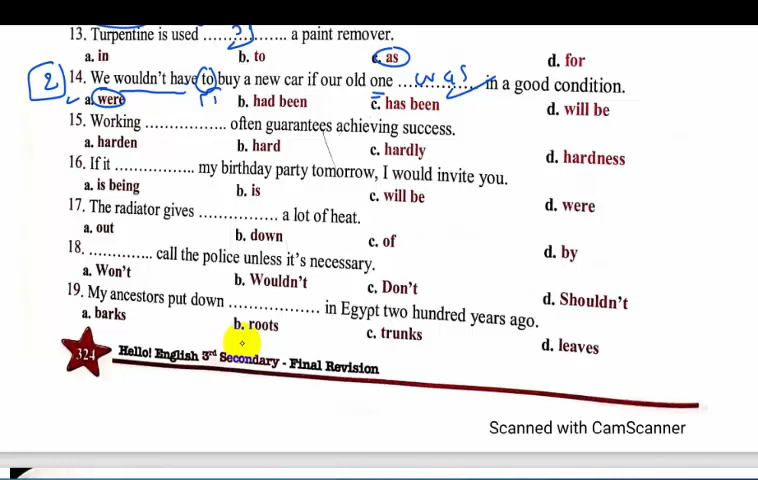 13. Turpentine is used ................ a paint remover.
a. in b. to c. as d. for
2 14. We wouldn't have to buy a new car if our old one ....was.... in a good condition.
a. were b. had been c. has been d. will be
15. Working ................ often guarantees achieving success.
a. harden b. hard c. hardly d. hardness
16. If it ................ my birthday party tomorrow, I would invite you.
a. is being b. is c. will be d. were
17. The radiator gives ................ a lot of heat.
a. out b. down c. of d. by
18. ............... call the police unless it's necessary.
a. Won't b. Wouldn't c. Don't d. Shouldn't
19. My ancestors put down .................. in Egypt two hundred years ago.
a. barks b. roots c. trunks d. leaves
324 Hello! English 3rd Secondary - Final Revision
Scanned with CamScanner